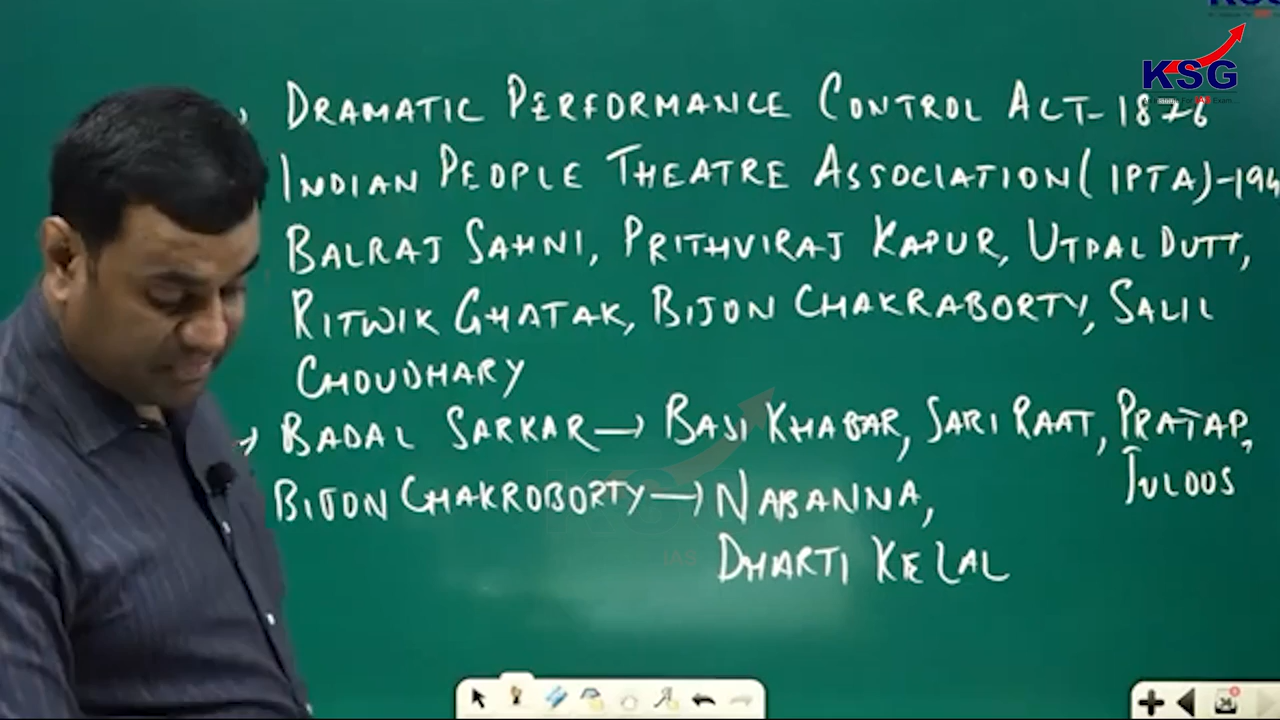 KSG
DRAMATIC PERFORMANCE CONTROL ACT-1876
INDIAN PEOPLE THEATRE ASSOCIATION(IPTA)-194
BALRAJ SAHNI, PRITHVIRAJ KAPUR, UTPAL DUTT,
RITWIK GHATAK, BIJON CHAKRABORTY, SALIL
CHOUDHARY
BADAL SARKAR→ BASI KHABAR, SARI RAAT, PRATAP,
JULOOS
BIJON CHAKROBORTY→NABANNA,
DHARTI KE LAL
KSG
IAS